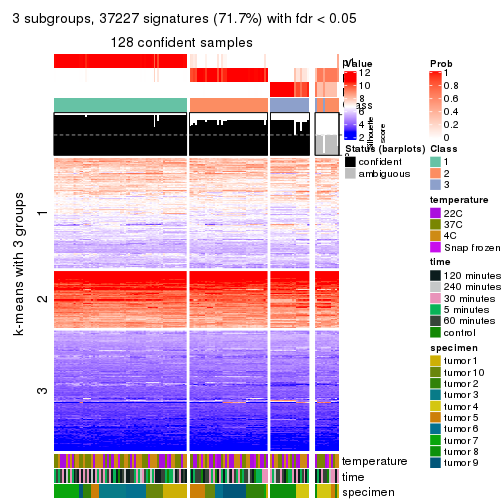 3 subgroups, 37227 signatures (71.7%) with fdr < 0.05
128 confident samples
k-means with 3 groups
1
2
3
Value
12
10
8
6
4
2
Silhouette
score
Status (barplots)
confident
ambiguous
Prob
1
0.8
0.6
0.4
0.2
0
Class
1
2
3
temperature
22C
37C
4C
Snap frozen
time
120 minutes
240 minutes
30 minutes
5 minutes
60 minutes
control
specimen
tumor 1
tumor 10
tumor 2
tumor 3
tumor 4
tumor 5
tumor 6
tumor 7
tumor 8
tumor 9
temperature
time
specimen